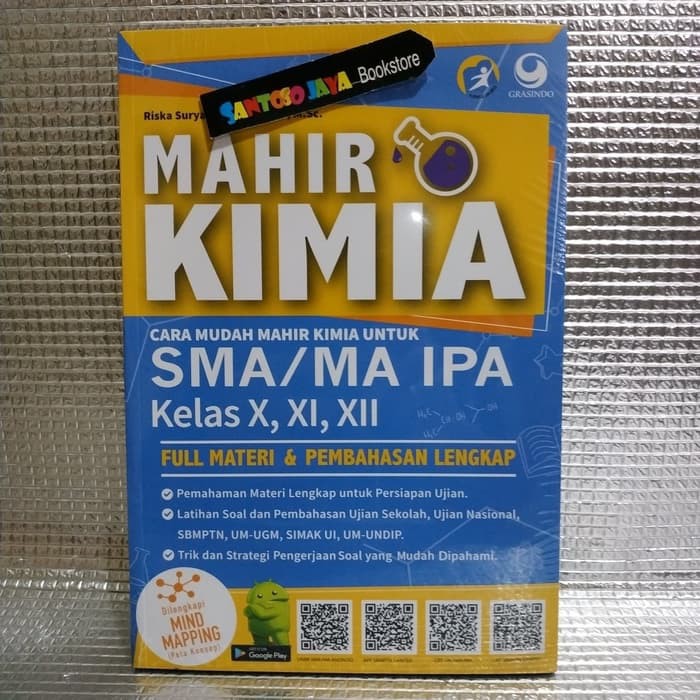 SANTOSO JAYA Bookstore
GRASINDO
Riska Surya
M.Sc.
MAHIR
KIMIA
CARA MUDAH MAHIR KIMIA UNTUK
SMA/MA IPA
Kelas X, XI, XII
FULL MATERI & PEMBAHASAN LENGKAP
Pemahaman Materi Lengkap untuk Persiapan Ujian.
Latihan Soal dan Pembahasan Ujian Sekolah, Ujian Nasional,
SBMPTN, UM-UGM, SIMAK UI, UM-UNDIP.
Trik dan Strategi Pengerjaan Soal yang Mudah Dipahami.
Dilengkapi
MIND
MAPPING
(Peta Konsep)
Google Play